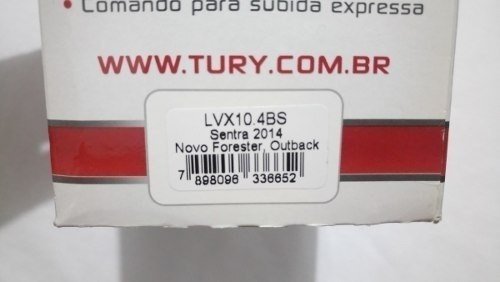 • Comando para subida expressa
WWW.TURY.COM.BR
LVX10.4BS
Sentra 2014
Novo Forester, Outback
7 898096 336652